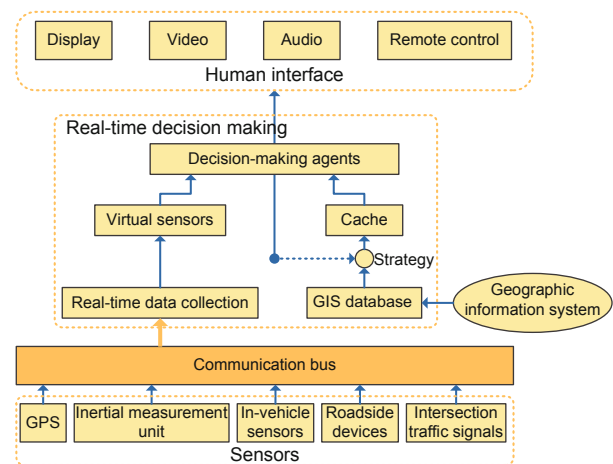 Display
Video
Audio
Remote control
Human interface
Real-time decision making
Decision-making agents
Virtual sensors
Cache
Strategy
Real-time data collection
GIS database
Geographic
information system
Communication bus
GPS
Inertial measurement
unit
In-vehicle
sensors
Roadside
devices
Intersection
traffic signals
Sensors